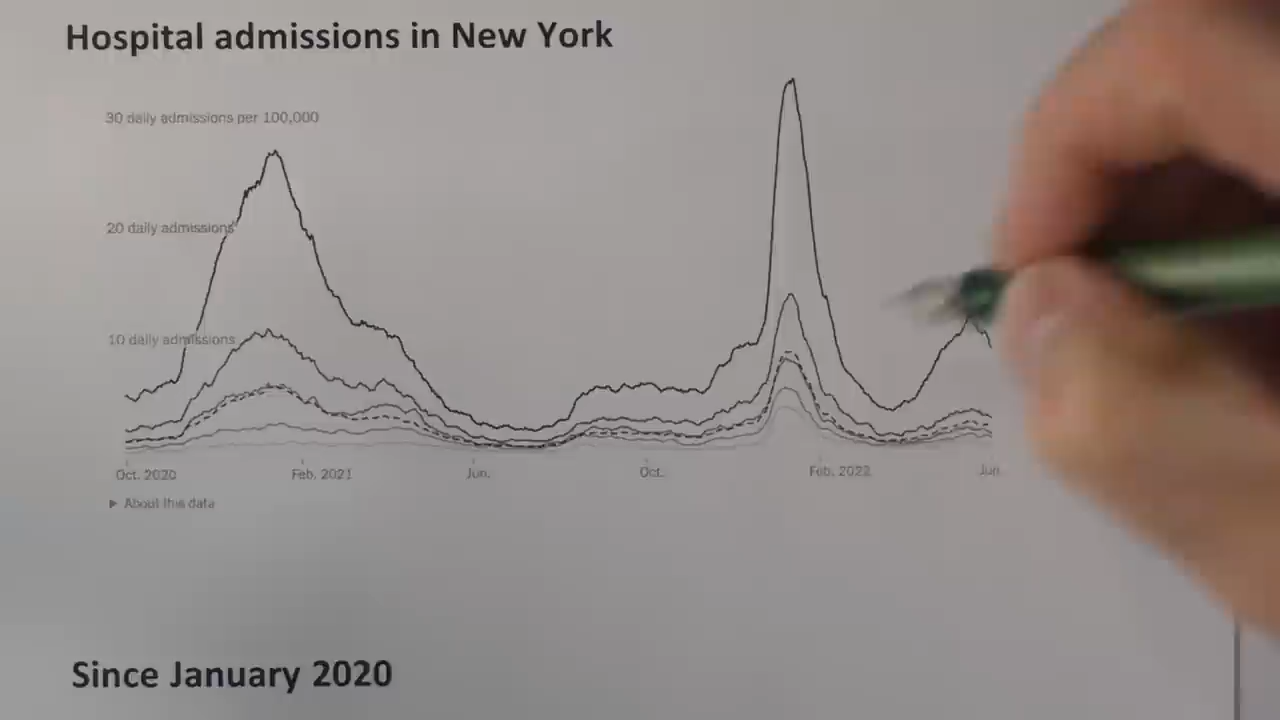 Hospital admissions in New York
30 daily admissions per 100,000
20 daily admissions
10 daily admissions
Oct. 2020 Feb. 2021 Jun. Oct. Feb. 2022 Jun
▶ About this data
Since January 2020